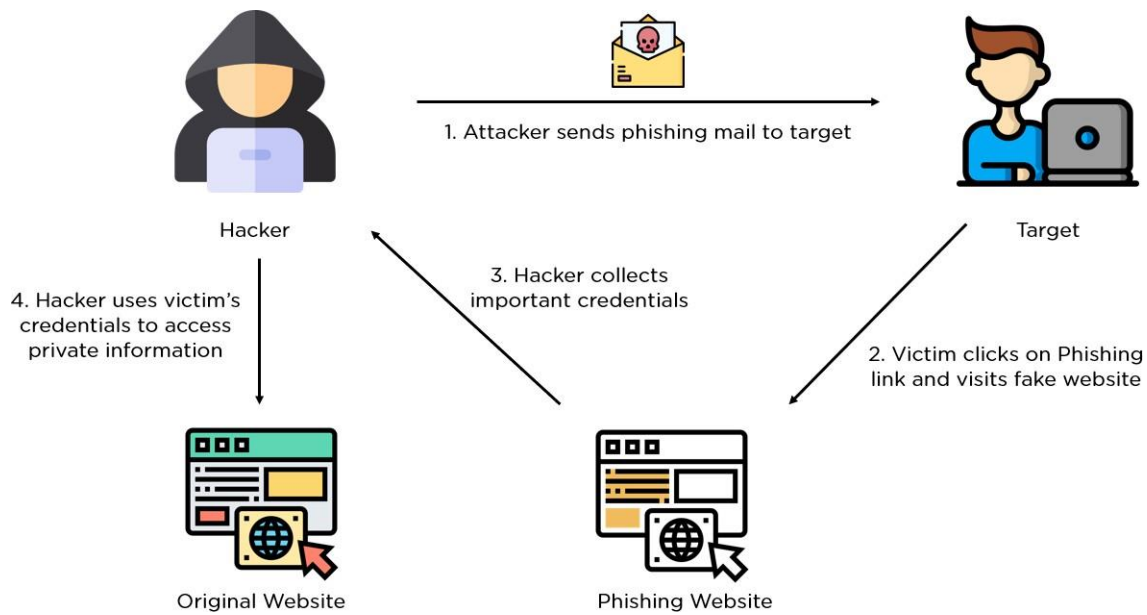 1. Attacker sends phishing mail to target
Hacker
Target
3. Hacker collects
important credentials
4. Hacker uses victim’s
credentials to access
private information
2. Victim clicks on Phishing
link and visits fake website
Original Website
Phishing Website